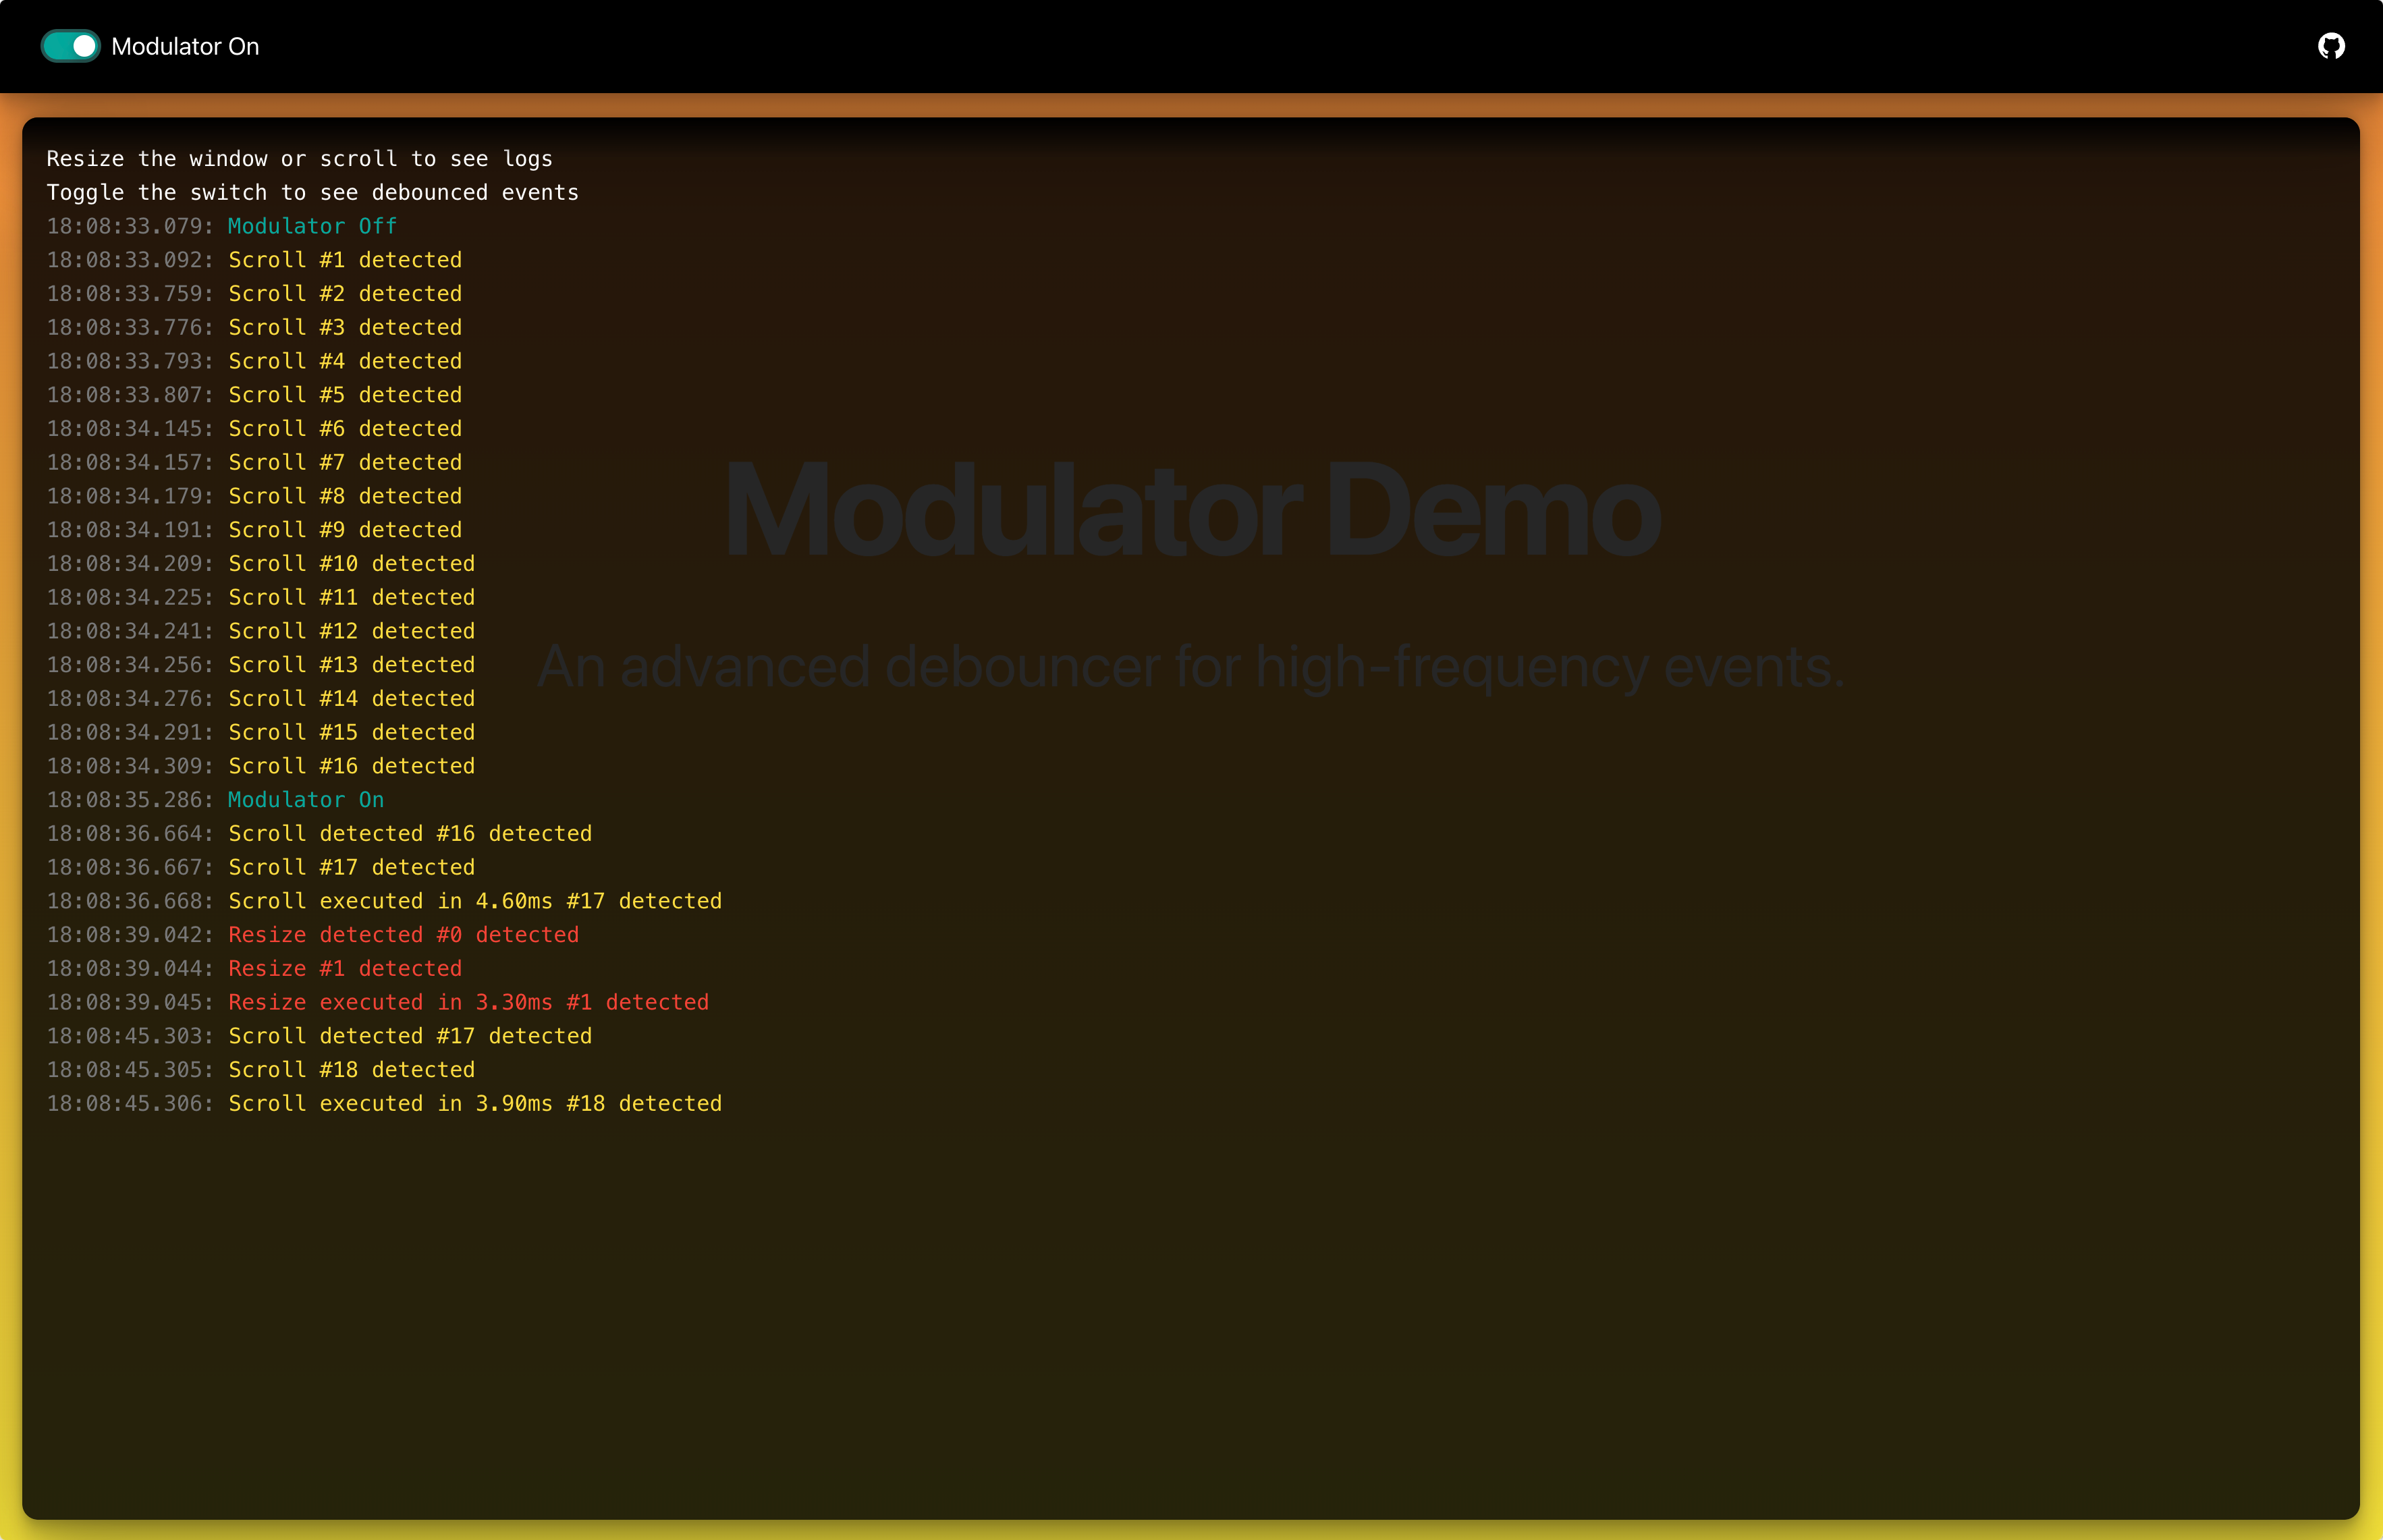 Modulator On
Resize the window or scroll to see logs
Toggle the switch to see debounced events
18:08:33.079: Modulator Off
18:08:33.092: Scroll #1 detected
18:08:33.759: Scroll #2 detected
18:08:33.776: Scroll #3 detected
18:08:33.793: Scroll #4 detected
18:08:33.807: Scroll #5 detected
18:08:34.145: Scroll #6 detected
18:08:34.157: Scroll #7 detected
18:08:34.179: Scroll #8 detected
18:08:34.191: Scroll #9 detected
18:08:34.209: Scroll #10 detected
18:08:34.225: Scroll #11 detected
18:08:34.241: Scroll #12 detected
18:08:34.256: Scroll #13 detected
18:08:34.276: Scroll #14 detected
18:08:34.291: Scroll #15 detected
18:08:34.309: Scroll #16 detected
18:08:35.286: Modulator On
18:08:36.664: Scroll detected #16 detected
18:08:36.667: Scroll #17 detected
18:08:36.668: Scroll executed in 4.60ms #17 detected
18:08:39.042: Resize detected #0 detected
18:08:39.044: Resize #1 detected
18:08:39.045: Resize executed in 3.30ms #1 detected
18:08:45.303: Scroll detected #17 detected
18:08:45.305: Scroll #18 detected
18:08:45.306: Scroll executed in 3.90ms #18 detected
Modulator Demo
An advanced debouncer for high-frequency events.